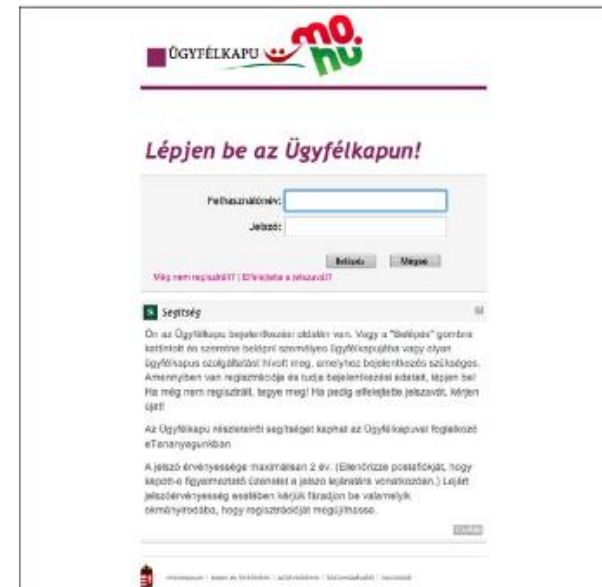 ÜGYFÉLKAPU
mo.
hu
Lépjen be az Ügyfélkapun!
Felhasználónév:
Jelszó:
Belépés Mégse
Még nem regisztrált? | Elfelejtette a jelszavát?
Segítség
Ön az Ügyfélkapu bejelentkezési oldalán van. Vagy a "Belépés" gombra
kattintott és szeretne belépni személyes ügyfélkapujába vagy olyan
ügyfélkapus szolgáltatást hívott meg, amelyhez bejelentkezés szükséges.
Amennyiben van regisztrációja és tudja bejelentkezési adatait, lépjen be!
Ha még nem regisztrált, tegye meg! Ha pedig elfelejtette jelszavát, kérjen
újat!
Az Ügyfélkapu részleteiről segítséget kaphat az Ügyfélkapuval foglalkozó
eTananyagunkban
A jelszó érvényessége maximálisan 2 év. (Ellenőrizze postafiókját, hogy
kapott-e figyelmeztető üzenetet a jelszó lejáratára vonatkozóan.) Lejárt
jelszóérvényesség esetében kérjük fáradjon be valamelyik
okmányirodába, hogy regisztrációját megújíthassa.